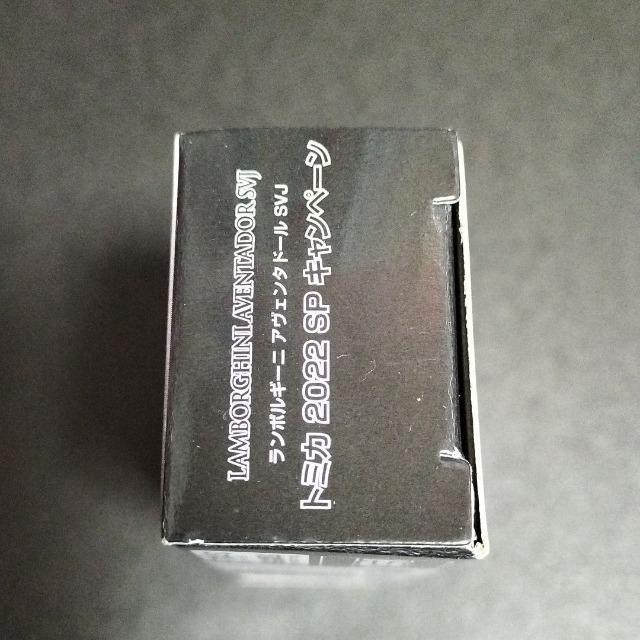 LAMBORGHINI AVENTADOR SVJ
ランボルギーニ アヴェンタドール SVJ
トミカ 2022 SP キャンペーン